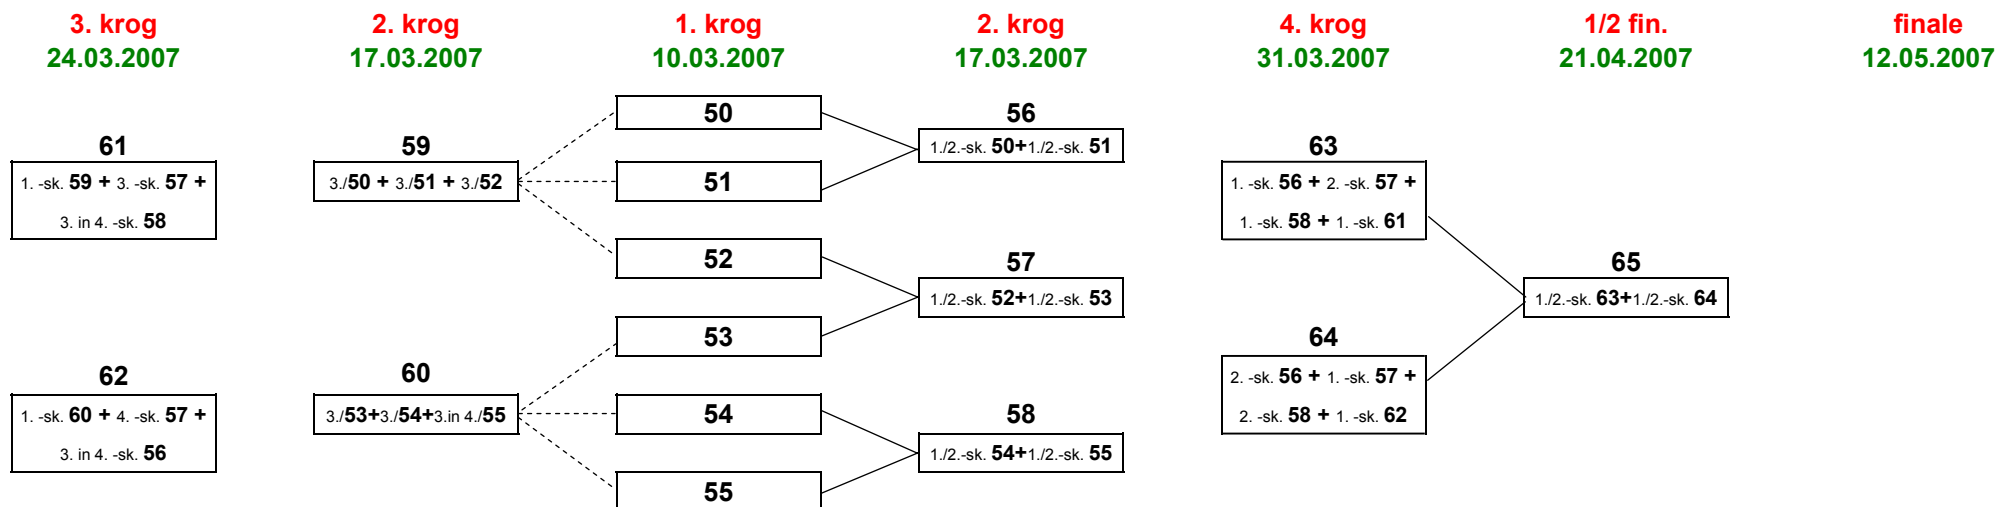 3. krog
24.03.2007
2. krog
17.03.2007
1. krog
10.03.2007
2. krog
17.03.2007
4. krog
31.03.2007
1/2 fin.
21.04.2007
finale
12.05.2007
61
1. -sk. 59 + 3. -sk. 57 +
3. in 4. -sk. 58
62
1. -sk. 60 + 4. -sk. 57 +
3. in 4. -sk. 56
59
3./50 + 3./51 + 3./52
60
3./53+3./54+3.in 4./55
50
51
52
53
54
55
56
1./2.-sk. 50+1./2.-sk. 51
57
1./2.-sk. 52+1./2.-sk. 53
58
1./2.-sk. 54+1./2.-sk. 55
63
1. -sk. 56 + 2. -sk. 57 +
1. -sk. 58 + 1. -sk. 61
64
2. -sk. 56 + 1. -sk. 57 +
2. -sk. 58 + 1. -sk. 62
65
1./2.-sk. 63+1./2.-sk. 64